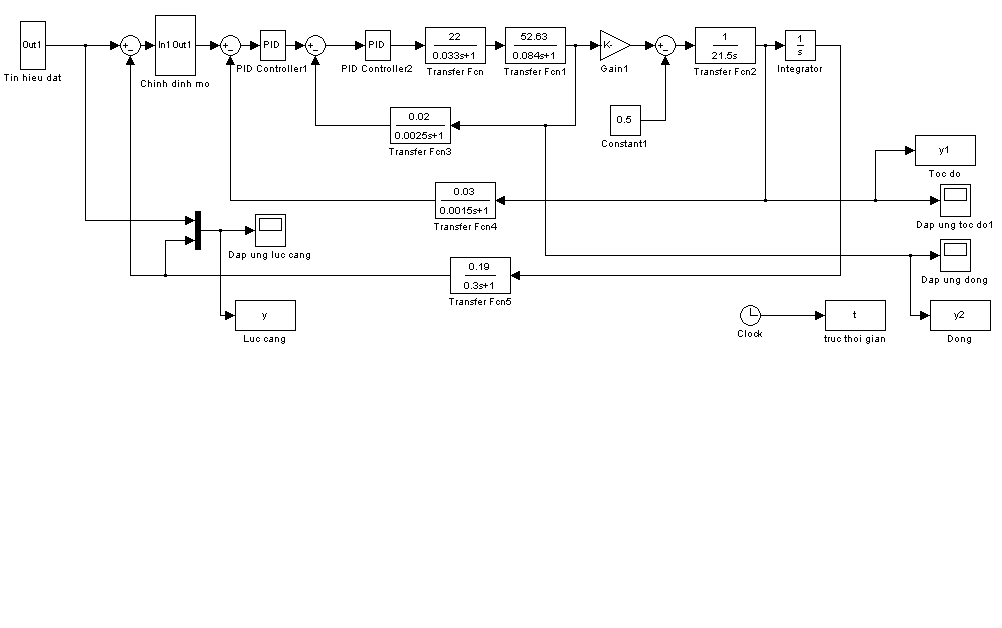 Out1
Tin hieu dat
In1 Out1
Chinh dinh mo
PID
PID Controller1
PID
PID Controller2
22
0.033s+1
Transfer Fcn
52.63
0.084s+1
Transfer Fcn1
K-
Gain1
1
21.5s
Transfer Fcn2
1
s
Integrator
0.02
0.0025s+1
Transfer Fcn3
0.5
Constant1
y1
Toc do
0.03
0.0015s+1
Transfer Fcn4
Dap ung toc do1
Dap ung luc cang
0.19
0.3s+1
Transfer Fcn5
Dap ung dong
y
Luc cang
Clock
t
truc thoi gian
y2
Dong